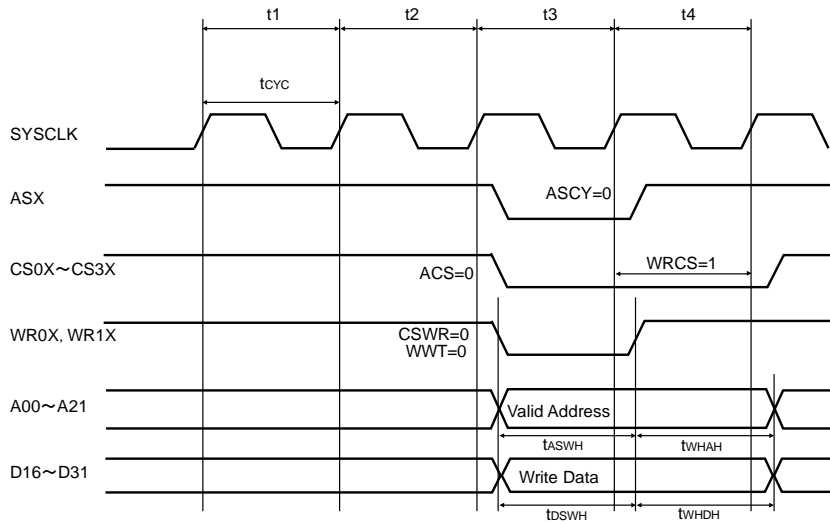 t1 t2 t3 t4
tCYC
SYSCLK
ASX ASCY=0
CS0X～CS3X ACS=0 WRCS=1
WR0X, WR1X CSWR=0
WWT=0
A00～A21 Valid Address
tASWH tWHAH
D16～D31 Write Data
tDSWH tWHDH